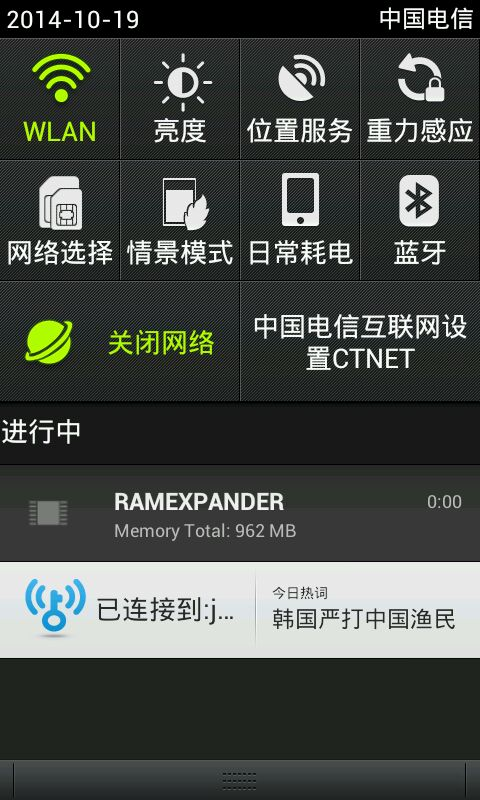 2014-10-19 中国电信
WLAN 亮度 位置服务 重力感应
网络选择 情景模式 日常耗电 蓝牙
关闭网络
中国电信互联网设
置CTNET
进行中
RAMEXPANDER 0:00
Memory Total: 962 MB
已连接到:j...
今日热词
韩国严打中国渔民